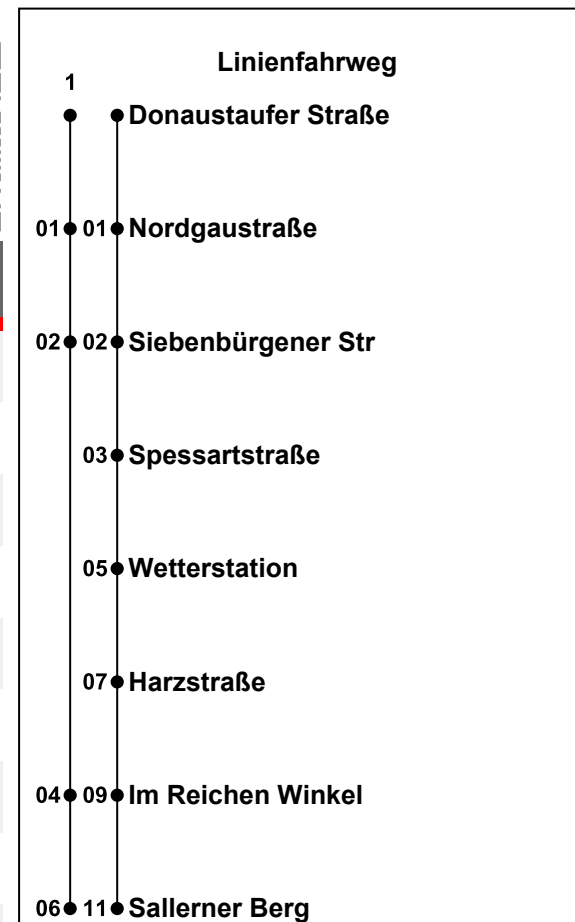 Linienfahrweg
1
Donaustaufer Straße
01 01 Nordgaustraße
02 02 Siebenbürgener Str
03 Spessartstraße
05 Wetterstation
07 Harzstraße
04 09 Im Reichen Winkel
06 11 Sallerner Berg